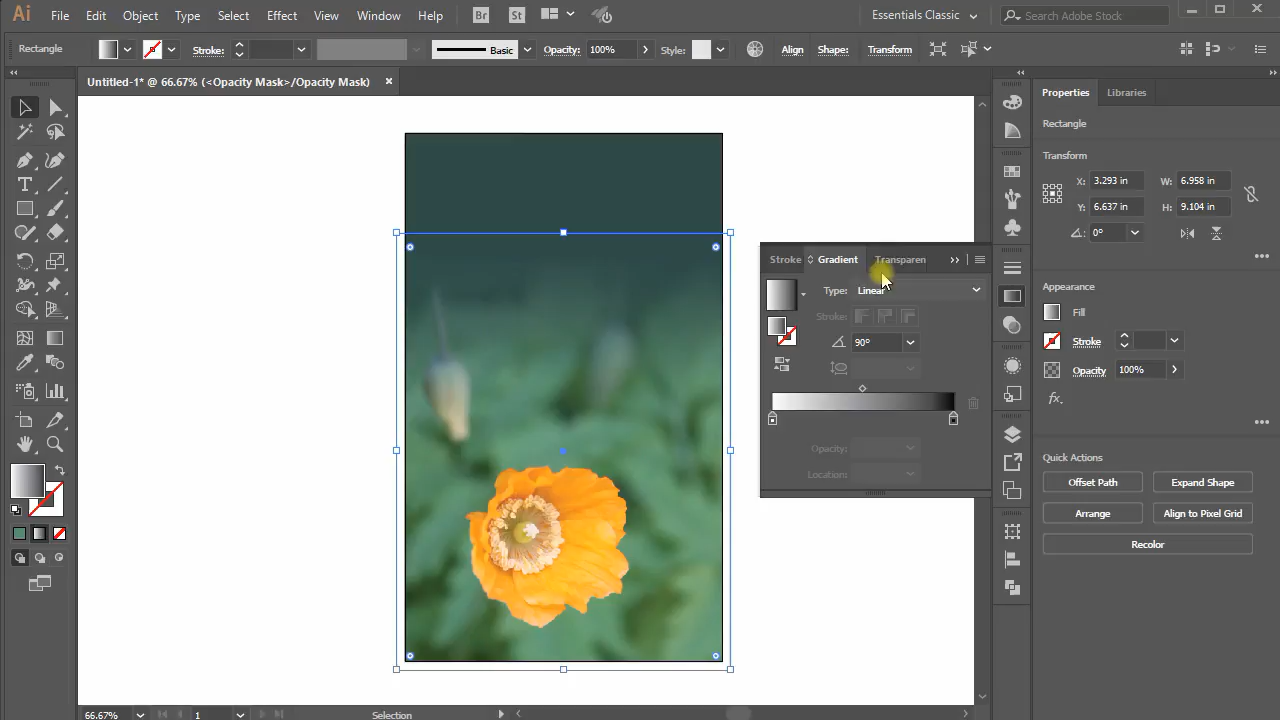 Ai File Edit Object Type Select Effect View Window Help Br St Essentials Classic Search Adobe Stock
Rectangle Stroke: Basic Opacity: 100% Style: Align Shape: Transform
Untitled-1* @ 66.67% (<Opacity Mask>/Opacity Mask)
Properties Libraries
Rectangle
Transform
X: 3.293 in W: 6.958 in
Y: 6.637 in H: 9.104 in
0°
Stroke Gradient Transparen
Type: Linear
Stroke:
90°
Opacity:
Location:
Appearance
Fill
Stroke
Opacity 100%
fx.
Quick Actions
Offset Path Expand Shape
Arrange Align to Pixel Grid
Recolor
66.67% 1 Selection